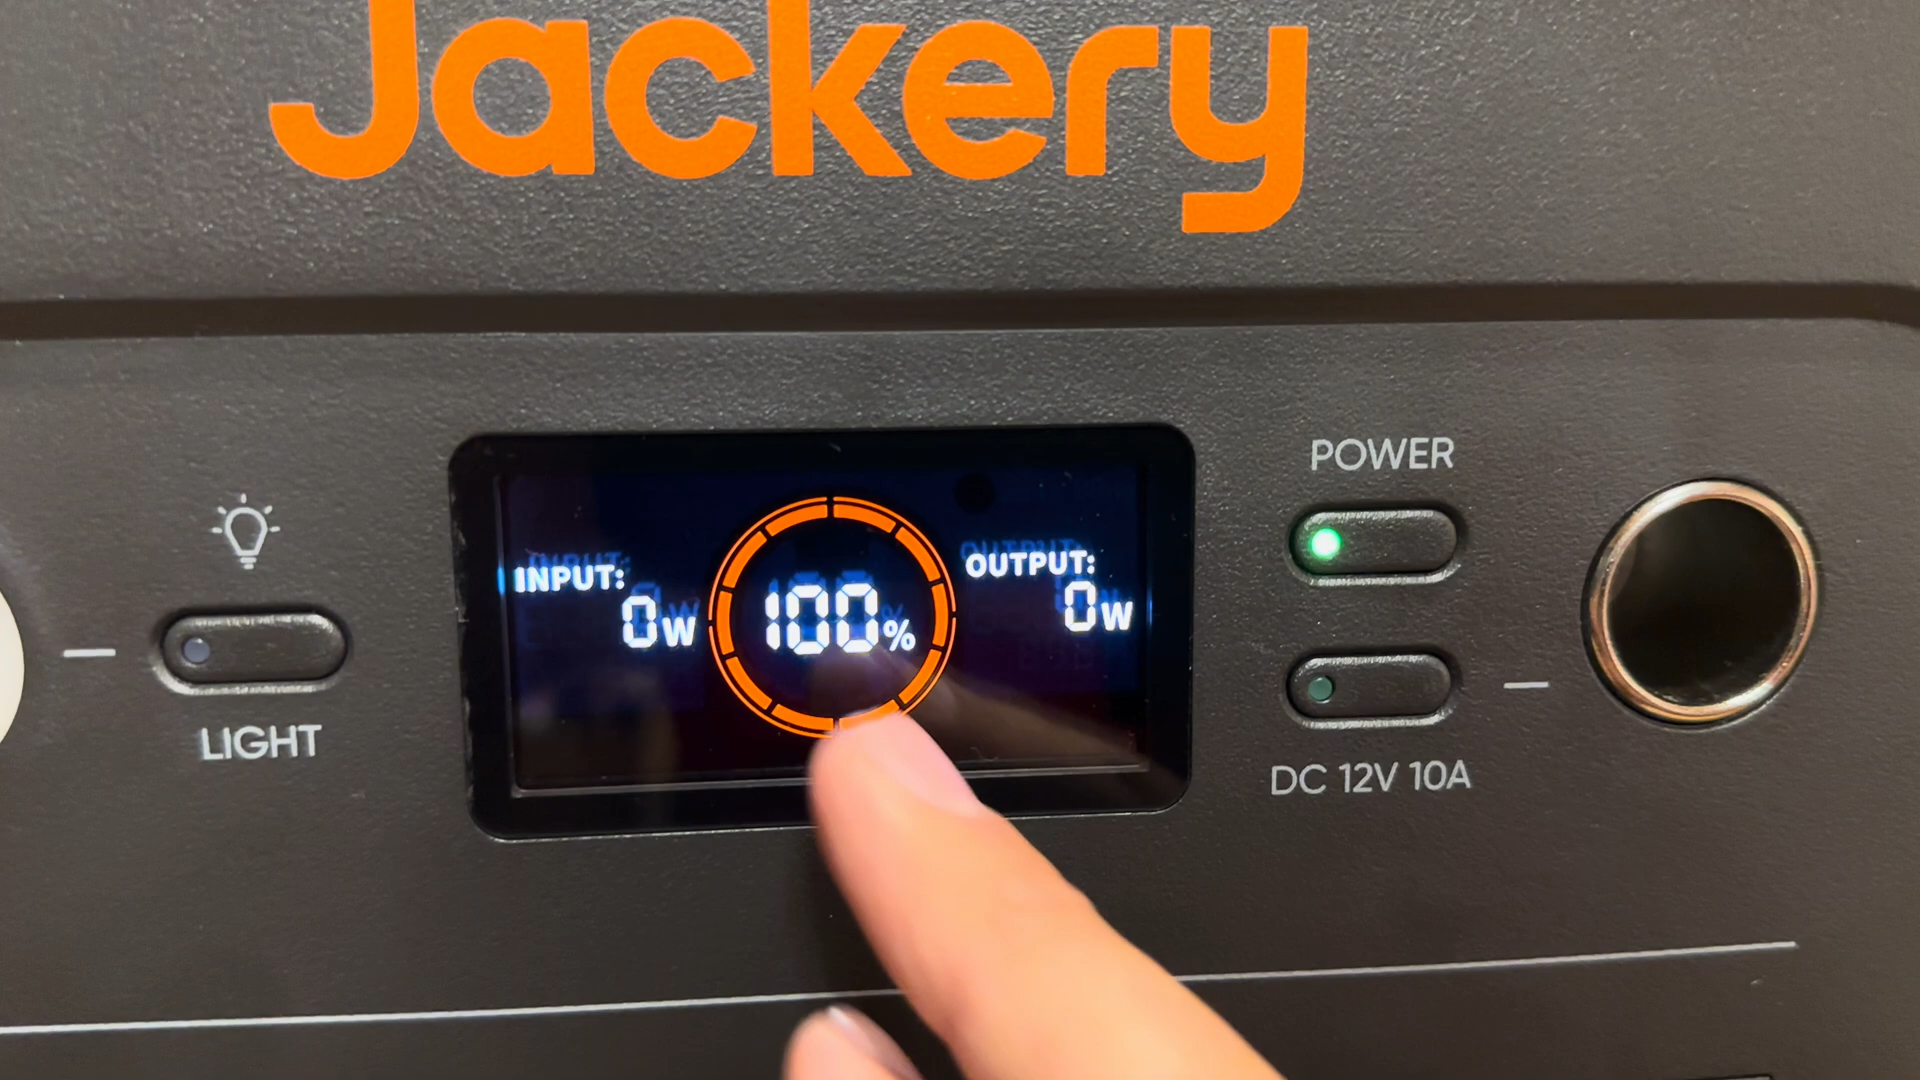 Jackery
POWER
INPUT:
0W
100%
OUTPUT:
0W
LIGHT
DC 12V 10A